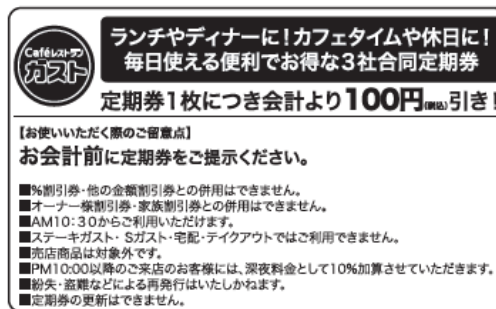 Caféレストラン
ガスト
ランチやディナーに!カフェタイムや休日に!
毎日使える便利でお得な3社合同定期券
定期券1枚につき会計より100円(税込)引き!
【お使いいただく際のご留意点】
お会計前に定期券をご提示ください。
■%割引券・他の金額割引券との併用はできません。
■オーナー様割引券・家族割引券との併用はできません。
■AM10:30からご利用いただけます。
■ステーキガスト・Sガスト・宅配・テイクアウトではご利用できません。
■売店商品は対象外です。
■PM10:00以降のご来店のお客様には、深夜料金として10%加算させていただきます。
■紛失・盗難などによる再発行はいたしかねます。
■定期券の更新はできません。